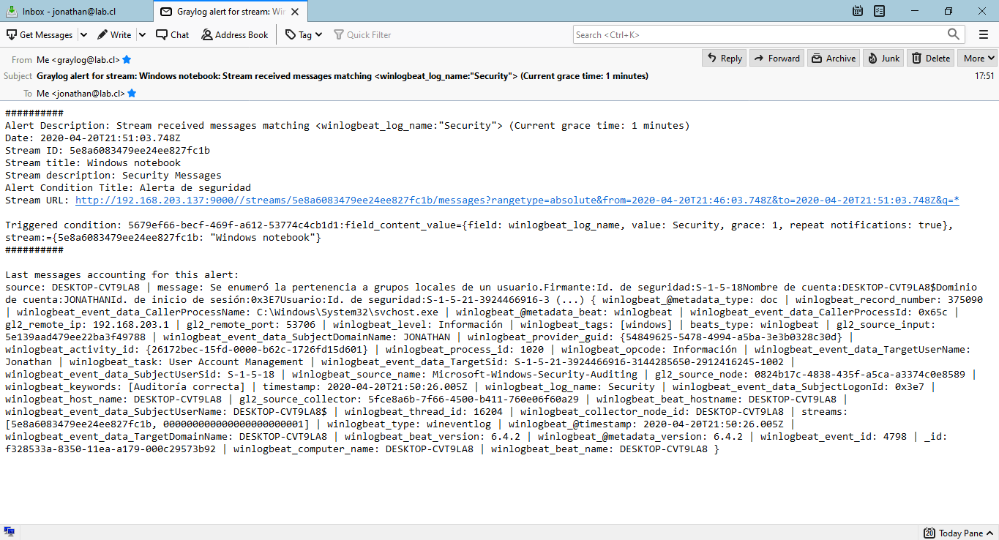 Inbox - jonathan@lab.cl
Graylog alert for stream: Wi
Get Messages
Write
Chat
Address Book
Tag
Quick Filter
Search <Ctrl+K>
From Me <graylog@lab.cl>
Reply
Forward
Archive
Junk
Delete
More
Subject Graylog alert for stream: Windows notebook: Stream received messages matching <winlogbeat_log_name:"Security"> (Current grace time: 1 minutes)
17:51
To Me <jonathan@lab.cl>
##########
Alert Description: Stream received messages matching <winlogbeat_log_name:"Security"> (Current grace time: 1 minutes)
Date: 2020-04-20T21:51:03.748Z
Stream ID: 5e8a6083479ee24ee827fc1b
Stream title: Windows notebook
Stream description: Security Messages
Alert Condition Title: Alerta de seguridad
Stream URL: http://192.168.203.137:9000//streams/5e8a6083479ee24ee827fc1b/messages?rangetype=absolute&from=2020-04-20T21:46:03.748Z&to=2020-04-20T21:51:03.748Z&q=*
Triggered condition: 5679ef66-becf-469f-a612-53774c4cb1d1:field_content_value={field: winlogbeat_log_name, value: Security, grace: 1, repeat notifications: true},
stream:={5e8a6083479ee24ee827fc1b: "Windows notebook"}
##########
Last messages accounting for this alert:
source: DESKTOP-CVT9LA8 | message: Se enumeró la pertenencia a grupos locales de un usuario.Firmante:Id. de seguridad:S-1-5-18Nombre de cuenta:DESKTOP-CVT9LA8$Dominio
de cuenta:JONATHANId. de inicio de sesión:0x3E7Usuario:Id. de seguridad:S-1-5-21-3924466916-3 (...) { winlogbeat_@metadata_type: doc | winlogbeat_record_number: 375090
| winlogbeat_event_data_CallerProcessName: C:\Windows\System32\svchost.exe | winlogbeat_@metadata_beat: winlogbeat | winlogbeat_event_data_CallerProcessId: 0x65c |
gl2_remote_ip: 192.168.203.1 | gl2_remote_port: 53706 | winlogbeat_level: Información | winlogbeat_tags: [windows] | beats_type: winlogbeat | gl2_source_input:
5e139aad479ee22ba3f49788 | winlogbeat_event_data_SubjectDomainName: JONATHAN | winlogbeat_provider_guid: {54849625-5478-4994-a5ba-3e3b0328c30d} |
winlogbeat_activity_id: {26172bec-15fd-0000-b62c-1726fd15d601} | winlogbeat_process_id: 1020 | winlogbeat_opcode: Información | winlogbeat_event_data_TargetUserName:
Jonathan | winlogbeat_task: User Account Management | winlogbeat_event_data_TargetSid: S-1-5-21-3924466916-3144285650-2912416245-1002 |
winlogbeat_event_data_SubjectUserSid: S-1-5-18 | winlogbeat_source_name: Microsoft-Windows-Security-Auditing | gl2_source_node: 0824b17c-4838-435f-a5ca-a3374c0e8589 |
winlogbeat_keywords: [Auditoría correcta] | timestamp: 2020-04-20T21:50:26.005Z | winlogbeat_log_name: Security | winlogbeat_event_data_SubjectLogonId: 0x3e7 |
winlogbeat_host_name: DESKTOP-CVT9LA8 | gl2_source_collector: 5fce8a6b-7f66-4500-b411-760e06f60a29 | winlogbeat_beat_hostname: DESKTOP-CVT9LA8 |
winlogbeat_event_data_SubjectUserName: DESKTOP-CVT9LA8$ | winlogbeat_thread_id: 16204 | winlogbeat_collector_node_id: DESKTOP-CVT9LA8 | streams:
[5e8a6083479ee24ee827fc1b, 000000000000000000000001] | winlogbeat_type: wineventlog | winlogbeat_@timestamp: 2020-04-20T21:50:26.005Z |
winlogbeat_event_data_TargetDomainName: DESKTOP-CVT9LA8 | winlogbeat_beat_version: 6.4.2 | winlogbeat_@metadata_version: 6.4.2 | winlogbeat_event_id: 4798 | _id:
f328533a-8350-11ea-a179-000c29573b92 | winlogbeat_computer_name: DESKTOP-CVT9LA8 | winlogbeat_beat_name: DESKTOP-CVT9LA8 }
20 Today Pane